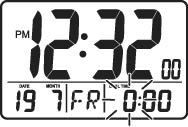 PM 12:32 00
DATE MONTH
19 7 FR 0:00